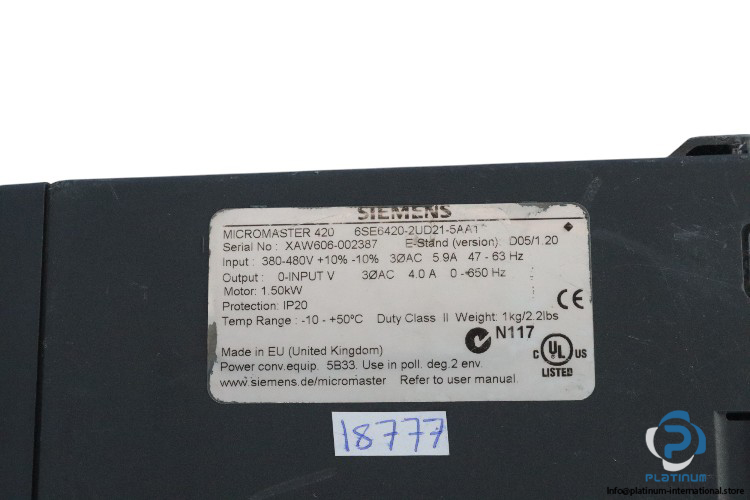 SIEMENS
MICROMASTER 420 6SE6420-2UD21-5AA1
Serial No : XAW606-002387 E-Stand (version): D05/1.20
Input : 380-480V +10% -10% 3ØAC 5.9A 47 - 63 Hz
Output : 0-INPUT V 3ØAC 4.0 A 0 -650 Hz
Motor: 1.50kW
Protection: IP20
Temp Range : -10 - +50°C Duty Class II Weight: 1kg/2.2lbs
CE
N117
Made in EU (United Kingdom)
Power conv.equip. 5B33. Use in poll. deg.2 env.
www.siemens.de/micromaster Refer to user manual
C UL US
LISTED
18777
PLATINUM
info@platinum-international.store